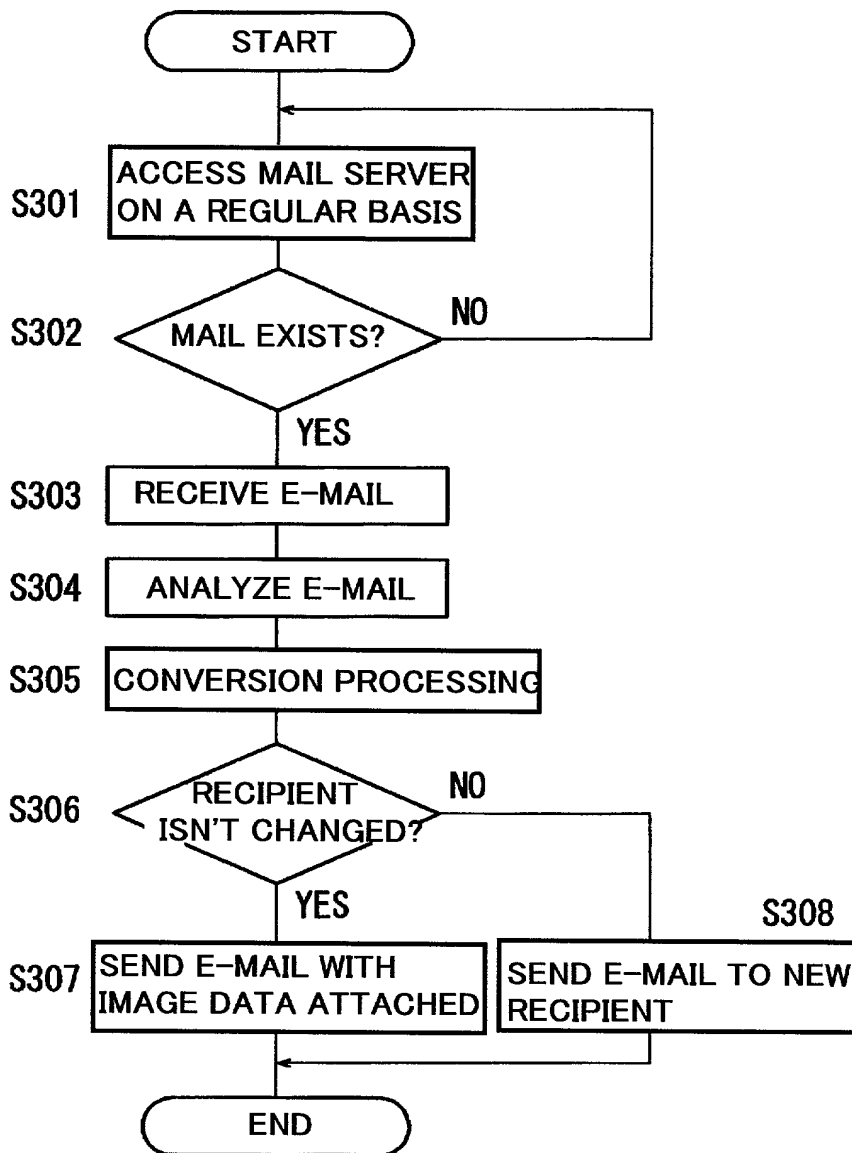 START
S301
ACCESS MAIL SERVER
ON A REGULAR BASIS
S302
MAIL EXISTS?
NO
YES
S303
RECEIVE E-MAIL
S304
ANALYZE E-MAIL
S305
CONVERSION PROCESSING
S306
RECIPIENT
ISN'T CHANGED?
NO
YES
S307
SEND E-MAIL WITH
IMAGE DATA ATTACHED
S308
SEND E-MAIL TO NEW
RECIPIENT
END